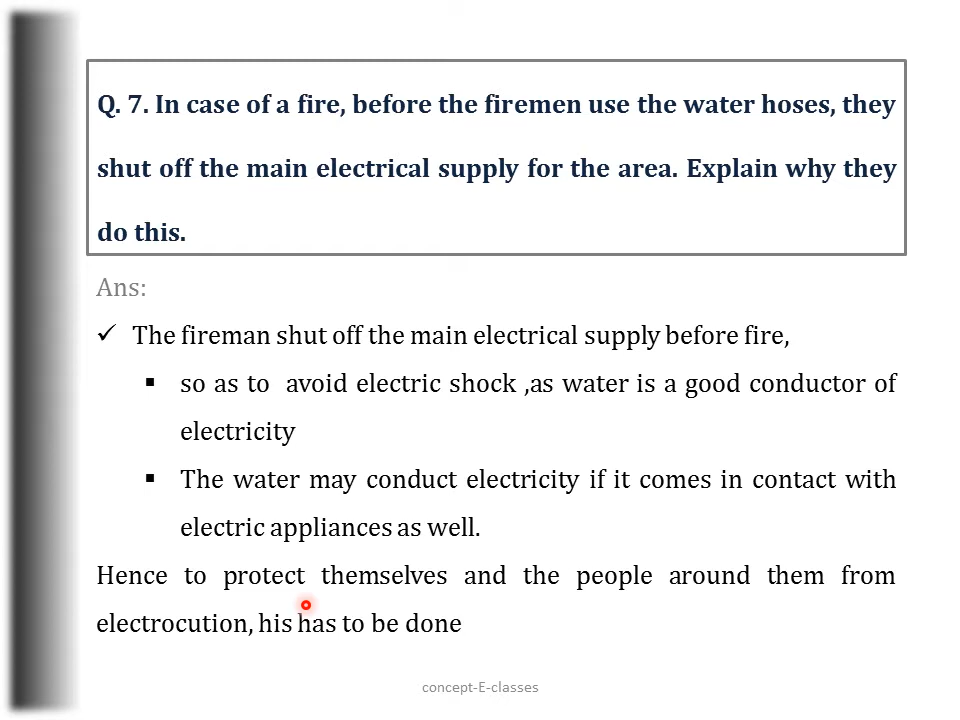 Q. 7. In case of a fire, before the firemen use the water hoses, they
shut off the main electrical supply for the area. Explain why they
do this.
Ans:
✓ The fireman shut off the main electrical supply before fire,
▪ so as to avoid electric shock ,as water is a good conductor of
electricity
▪ The water may conduct electricity if it comes in contact with
electric appliances as well.
Hence to protect themselves and the people around them from
electrocution, his has to be done
concept-E-classes